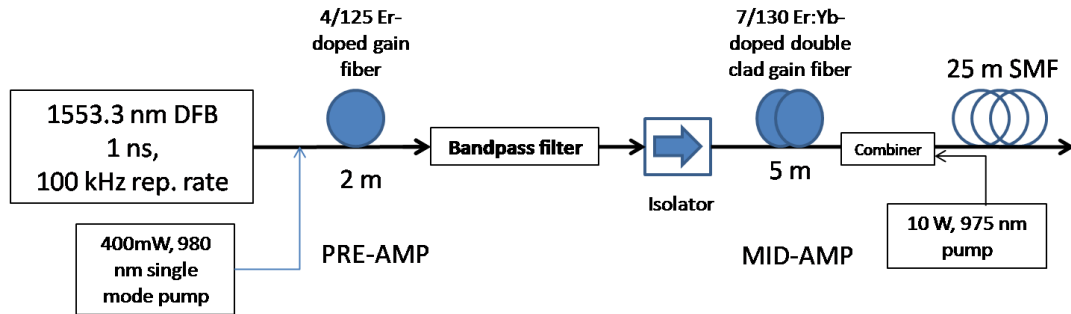 4/125 Er-
doped gain
fiber
7/130 Er:Yb-
doped double
clad gain fiber
25 m SMF
1553.3 nm DFB
1 ns,
100 kHz rep. rate
Bandpass filter
Combiner
2 m
5 m
Isolator
400mW, 980
nm single
mode pump
PRE-AMP
MID-AMP
10 W, 975 nm
pump